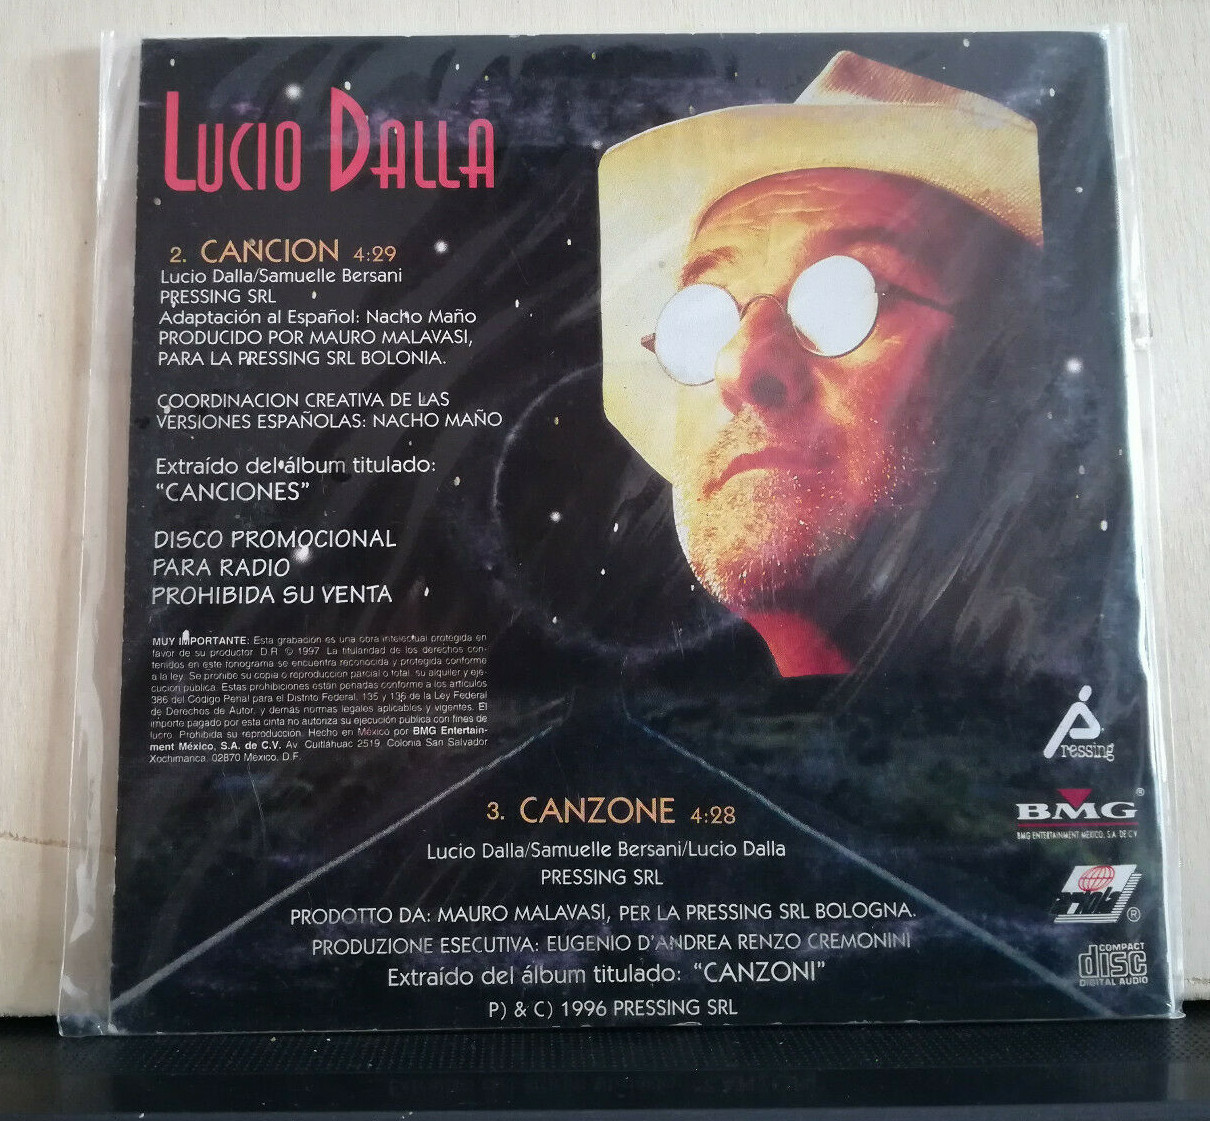 LUCIO DALLA
2. CANCION 4:29
Lucio Dalla/Samuelle Bersani
PRESSING SRL
Adaptación al Español: Nacho Maño
PRODUCIDO POR MAURO MALAVASI,
PARA LA PRESSING SRL BOLONIA.
COORDINACION CREATIVA DE LAS
VERSIONES ESPAÑOLAS: NACHO MAÑO
Extraído del álbum titulado:
“CANCIONES”
DISCO PROMOCIONAL
PARA RADIO
PROHIBIDA SU VENTA
MUY IMPORTANTE: Esta grabación es una obra intelectual protegida en
favor de su productor D.R. © 1997. La titularidad de los derechos con-
tenidos en este fonograma se encuentra reconocida y protegida conforme
a la ley. Se prohibe su copia o reproducción parcial o total, su alquiler y eje-
cución pública. Estas prohibiciones están penadas conforme a los artículos
386 del Código Penal para el Distrito Federal, 135 y 136 de la Ley Federal
de Derechos de Autor, y demás normas legales aplicables y vigentes. El
importe pagado por esta cinta no autoriza su ejecución pública con fines de
lucro. Prohibida su reproducción. Hecho en México por BMG Entertain-
ment México, S.A. de C.V. Av. Cuitláhuac 2519, Colonia San Salvador
Xochimanca, 02870 México, D.F.
Pressing
BMG®
BMG ENTERTAINMENT MEXICO, S.A. DE C.V.
ariola®
COMPACT
disc
DIGITAL AUDIO
3. CANZONE 4:28
Lucio Dalla/Samuelle Bersani/Lucio Dalla
PRESSING SRL
PRODOTTO DA: MAURO MALAVASI, PER LA PRESSING SRL BOLOGNA.
PRODUZIONE ESECUTIVA: EUGENIO D'ANDREA RENZO CREMONINI
Extraído del álbum titulado: “CANZONI”
P) & C) 1996 PRESSING SRL